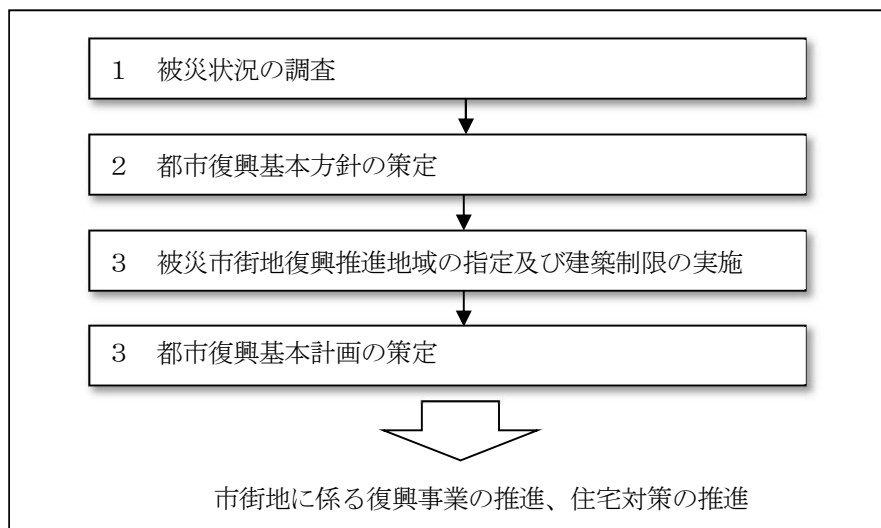 １　被災状況の調査
２　都市復興基本方針の策定
３　被災市街地復興推進地域の指定及び建築制限の実施
３　都市復興基本計画の策定
市街地に係る復興事業の推進、住宅対策の推進